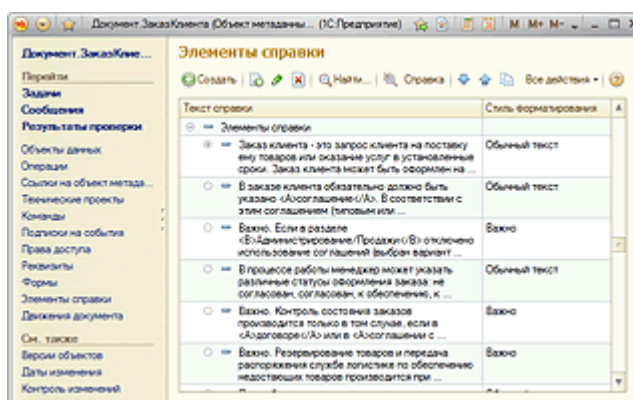 Документ.ЗаказКлиента (Объект метаданны... (1С:Предприятие)
M M+ M-
Документ.ЗаказКлие...
Перейти
Задачи
Сообщения
Результаты проверки
Объекты данных
Операции
Ссылки на объект метада...
Технические проекты
Команды
Подписки на события
Права доступа
Реквизиты
Формы
Элементы справки
Движения документа
См. также
Версии объектов
Даты изменения
Контроль изменений
Элементы справки
Создать Найти... Справка Все действия
Текст справки Стиль форматирования
Элементы справки
Заказ клиента - это запрос клиента на поставку Обычный текст
ему товаров или оказание услуг в установленные
сроки. Заказ клиента может быть оформлен на ...
В заказе клиента обязательно должно быть Обычный текст
указано <A>соглашение</A>. В соответствии с
этим соглашением (типовым или ...
Важно. Если в разделе Важно
<B>Администрирование/Продажи</B> отключено
использование соглашений (выбран вариант ...
В процессе работы менеджер может указать Обычный текст
различные статусы оформления заказа: не
согласован, согласован, к обеспечению, к ...
Важно. Контроль состояния заказов Важно
производится только в том случае, если в
<A>договоре</A> или в <A>соглашении с ...
Важно. Резервирование товаров и передача Важно
распоряжения службе логистике по обеспечению
недостающих товаров производится при ...